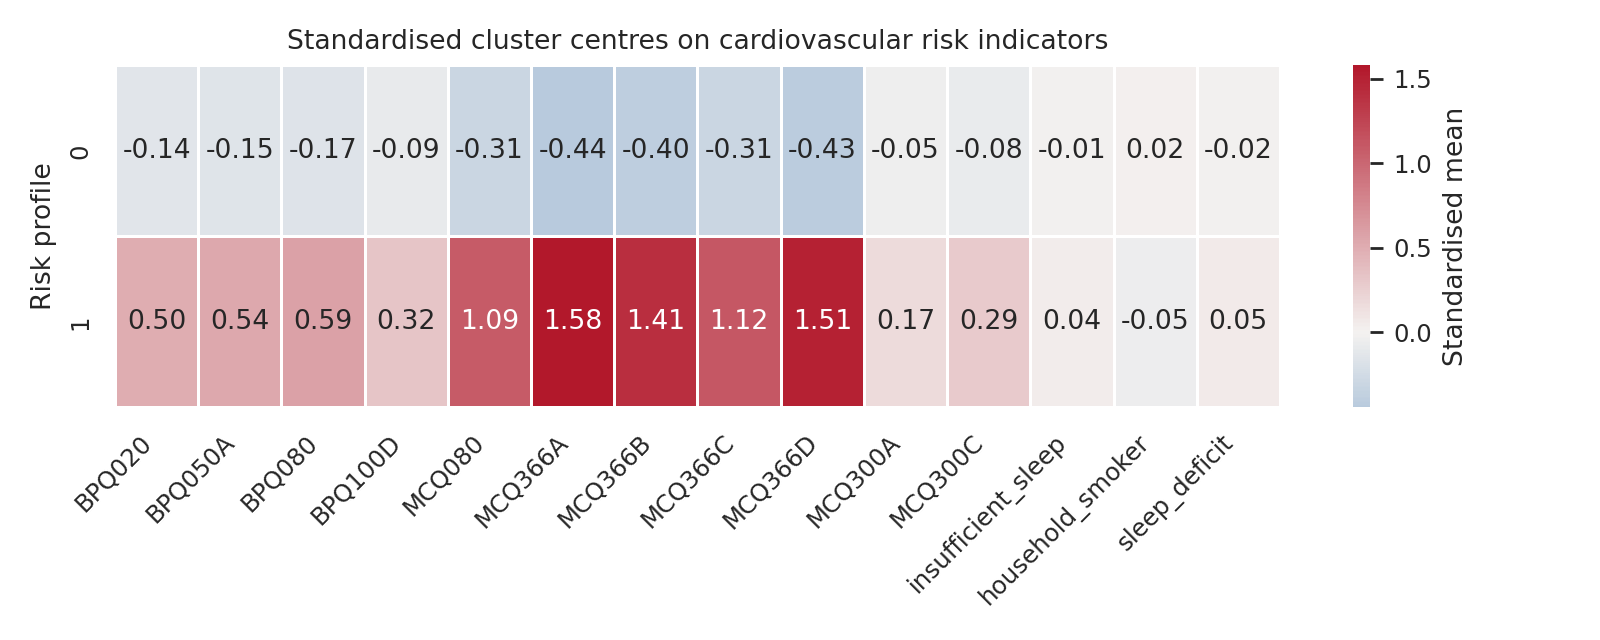 Standardised cluster centres on cardiovascular risk indicators
Risk profile
0
-0.14 -0.15 -0.17 -0.09 -0.31 -0.44 -0.40 -0.31 -0.43 -0.05 -0.08 -0.01 0.02 -0.02
1
0.50 0.54 0.59 0.32 1.09 1.58 1.41 1.12 1.51 0.17 0.29 0.04 -0.05 0.05
BPQ020
BPQ050A
BPQ080
BPQ100D
MCQ080
MCQ366A
MCQ366B
MCQ366C
MCQ366D
MCQ300A
MCQ300C
insufficient_sleep
household_smoker
sleep_deficit
1.5
1.0
0.5
0.0
Standardised mean